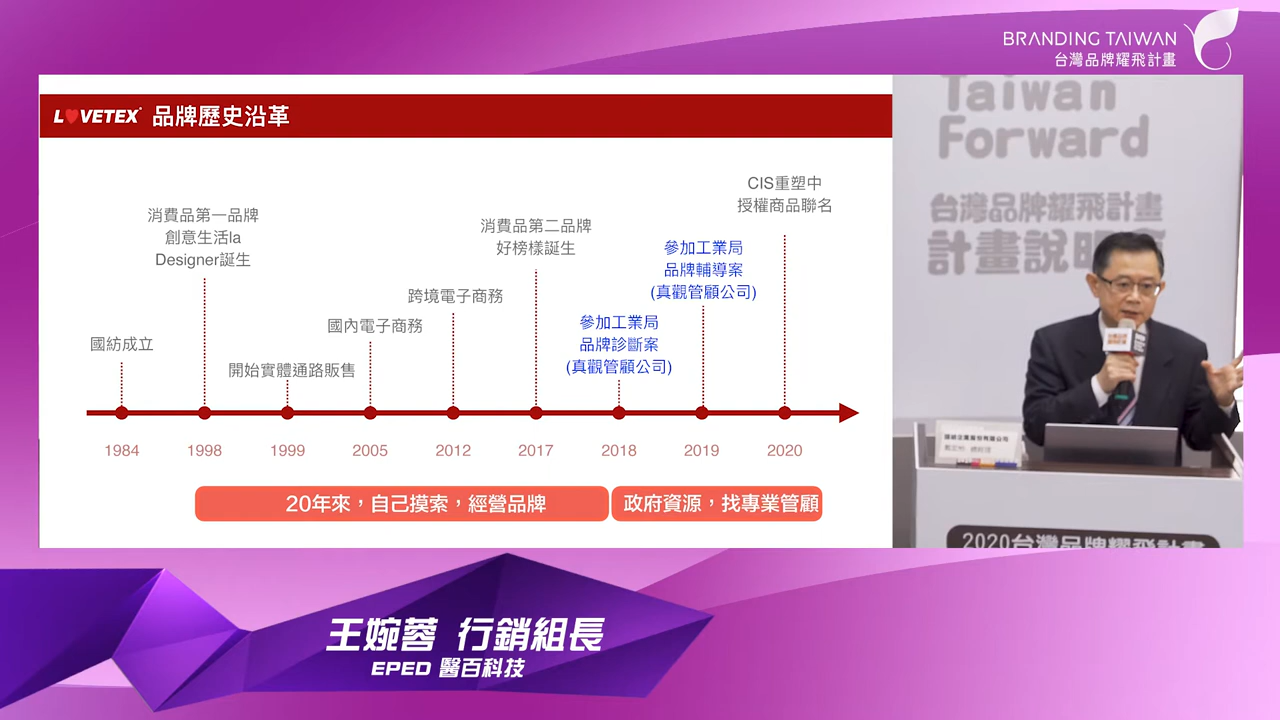 BRANDING TAIWAN
台灣品牌耀飛計畫
LOVETEX 品牌歷史沿革
國紡成立
消費品第一品牌
創意生活la
Designer誕生
開始實體通路販售
國內電子商務
跨境電子商務
消費品第二品牌
好榜樣誕生
參加工業局
品牌診斷案
(真觀管顧公司)
參加工業局
品牌輔導案
(真觀管顧公司)
CIS重塑中
授權商品聯名
1984
1998
1999
2005
2012
2017
2018
2019
2020
20年來，自己摸索，經營品牌
政府資源，找專業管顧
Taiwan
Forward
台灣品牌耀飛計畫
計畫說明
2020台灣品牌耀飛計畫
王婉蓉 行銷組長
EPED 醫百科技